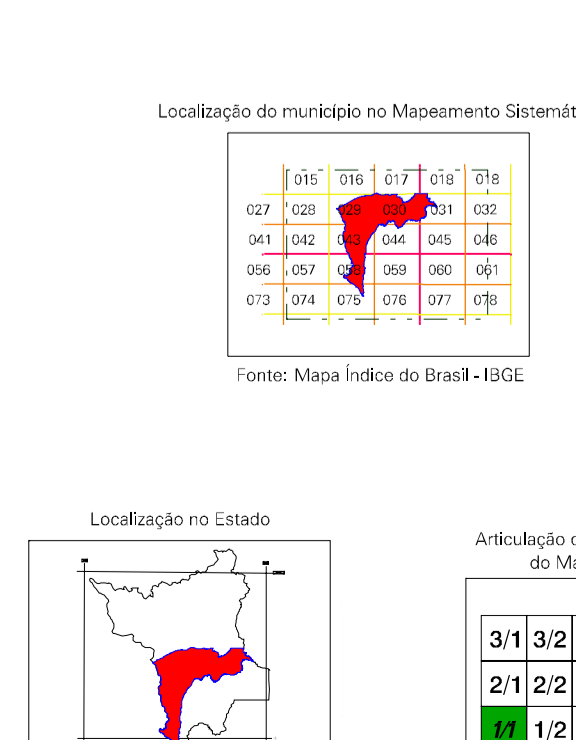 Localização do município no Mapeamento Sistemát
015 016 017 018 018
027 028 029 030 031 032
041 042 043 044 045 046
056 057 058 059 060 061
073 074 075 076 077 078
Fonte: Mapa Índice do Brasil - IBGE
Localização no Estado
Articulação
do Ma
3/1 3/2
2/1 2/2
1/1 1/2